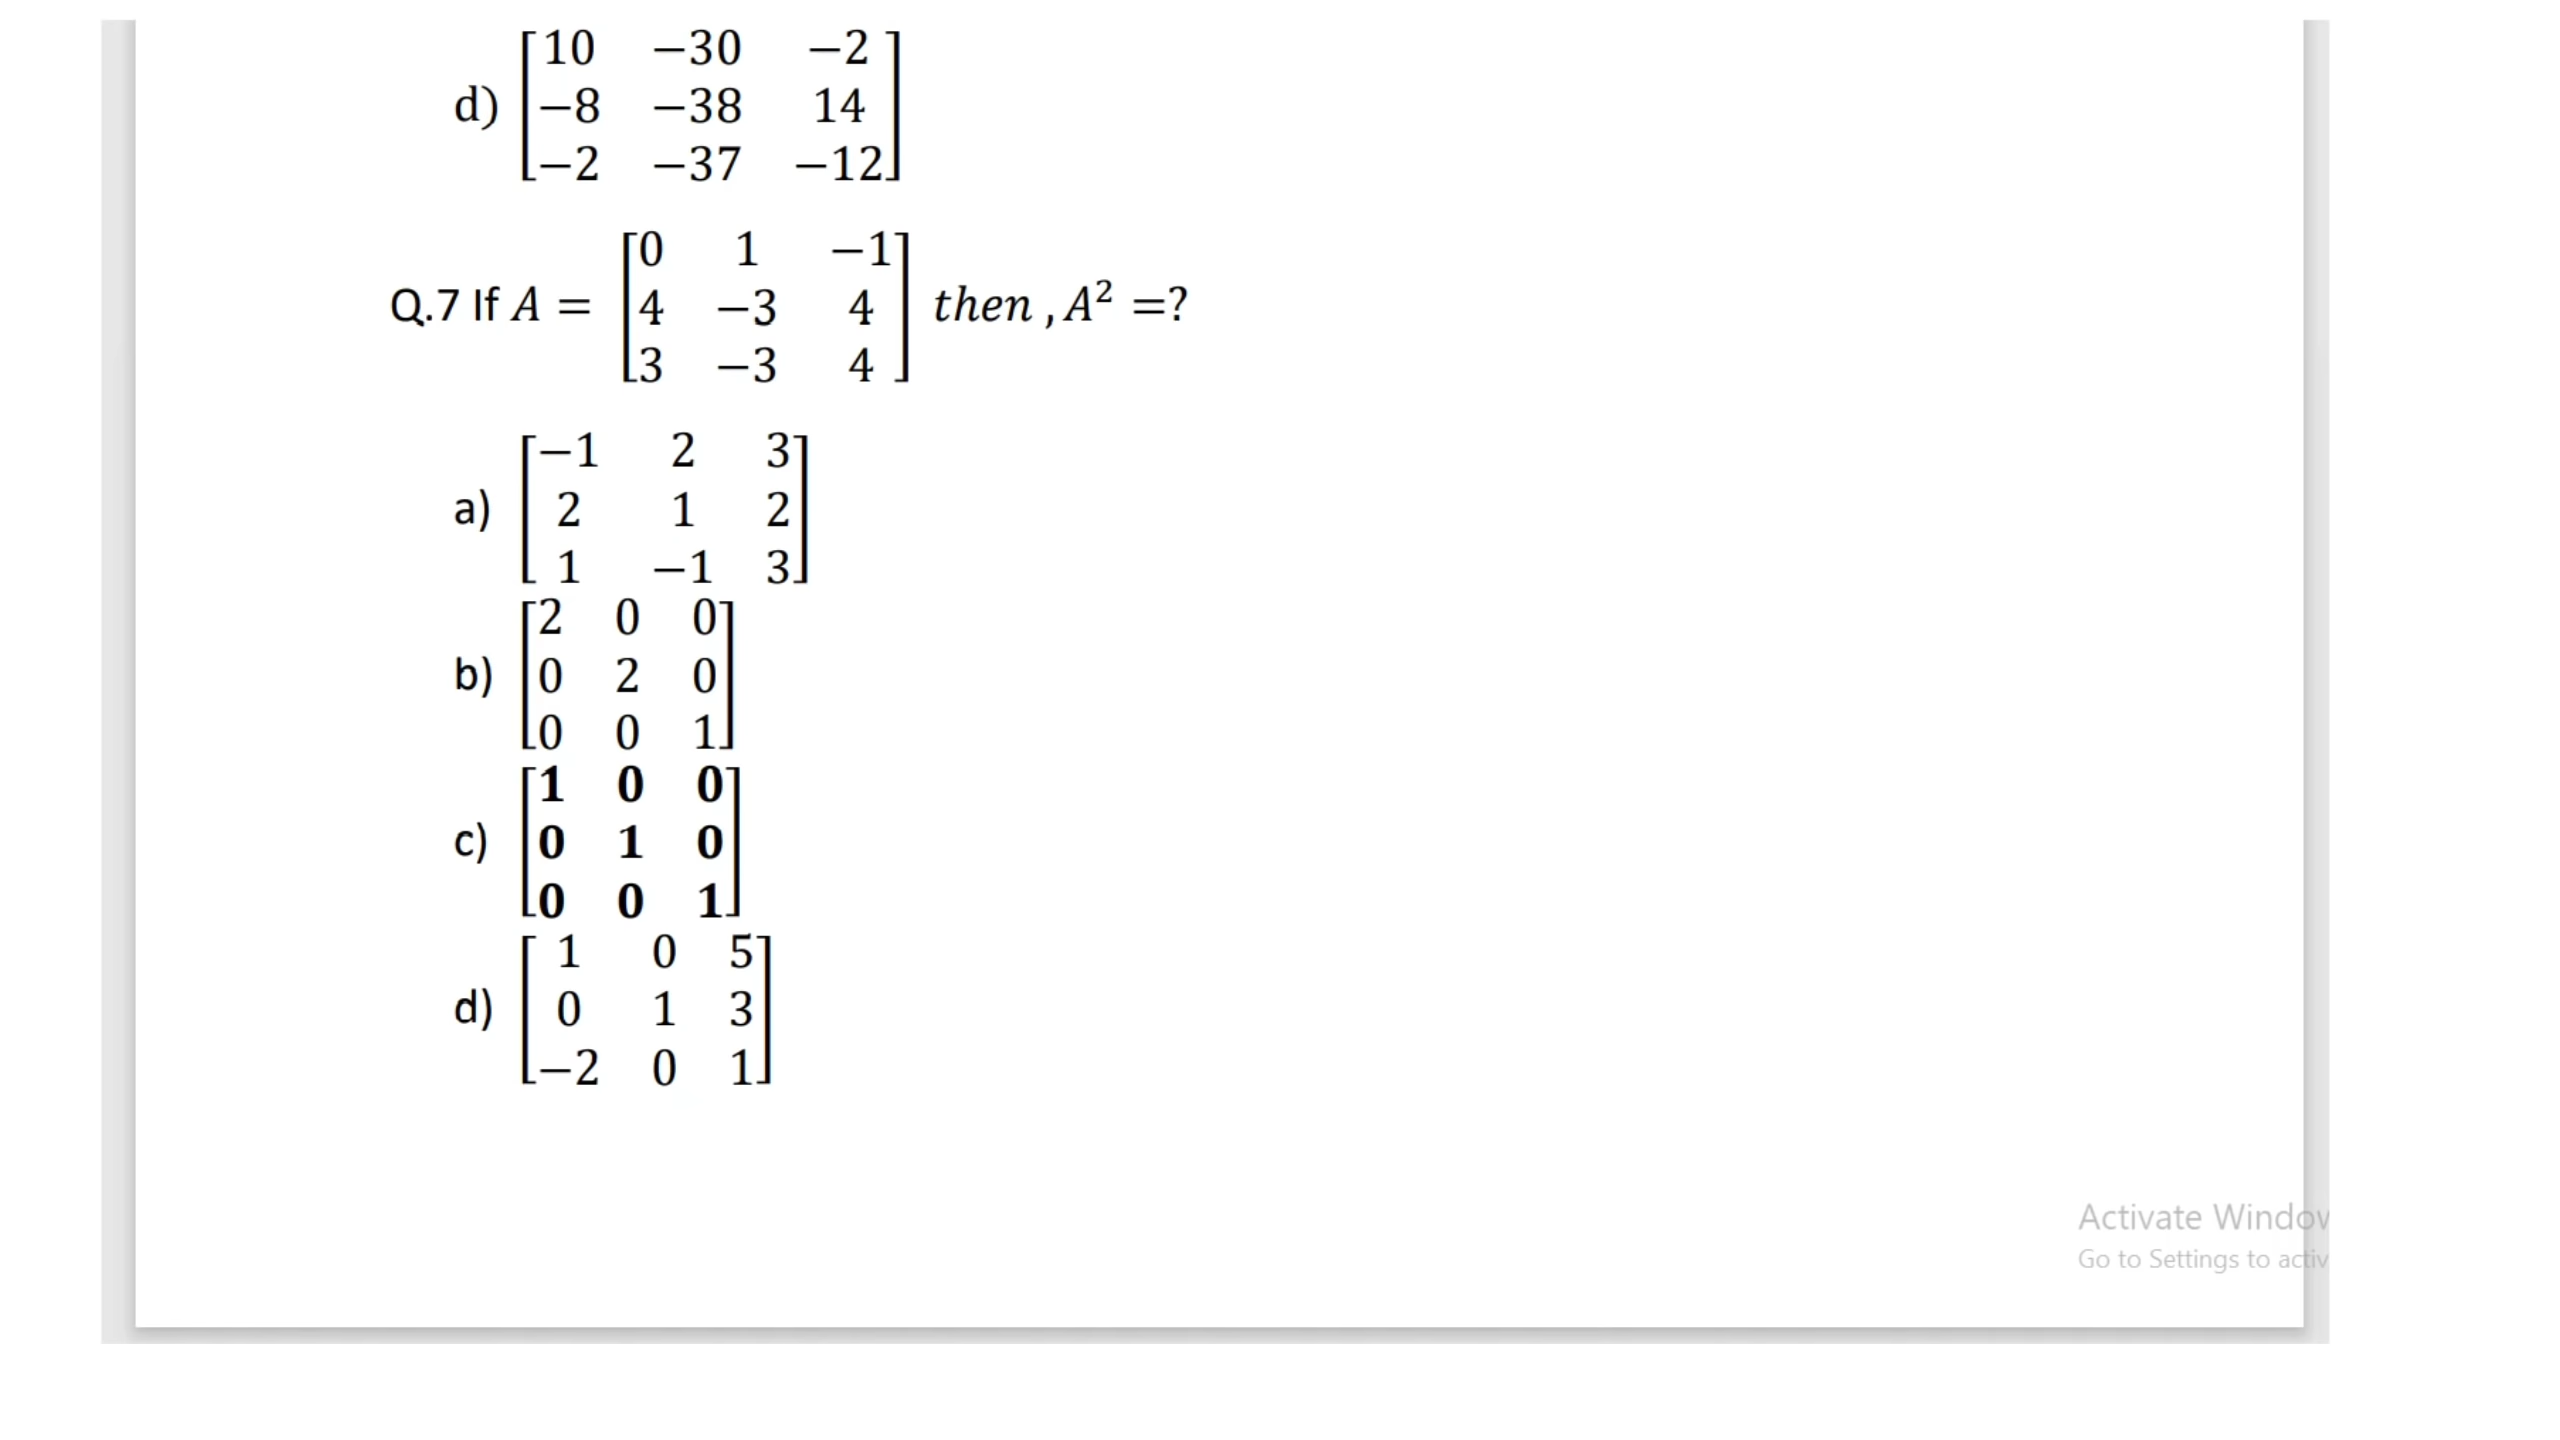 d) [10 −30 −2
−8 −38 14
−2 −37 −12]
Q.7 If A = [0 1 −1
4 −3 4
3 −3 4] then , A² =?
a) [−1 2 3
2 1 2
1 −1 3]
b) [2 0 0
0 2 0
0 0 1]
c) [1 0 0
0 1 0
0 0 1]
d) [1 0 5
0 1 3
−2 0 1]
Activate Window
Go to Settings to activ